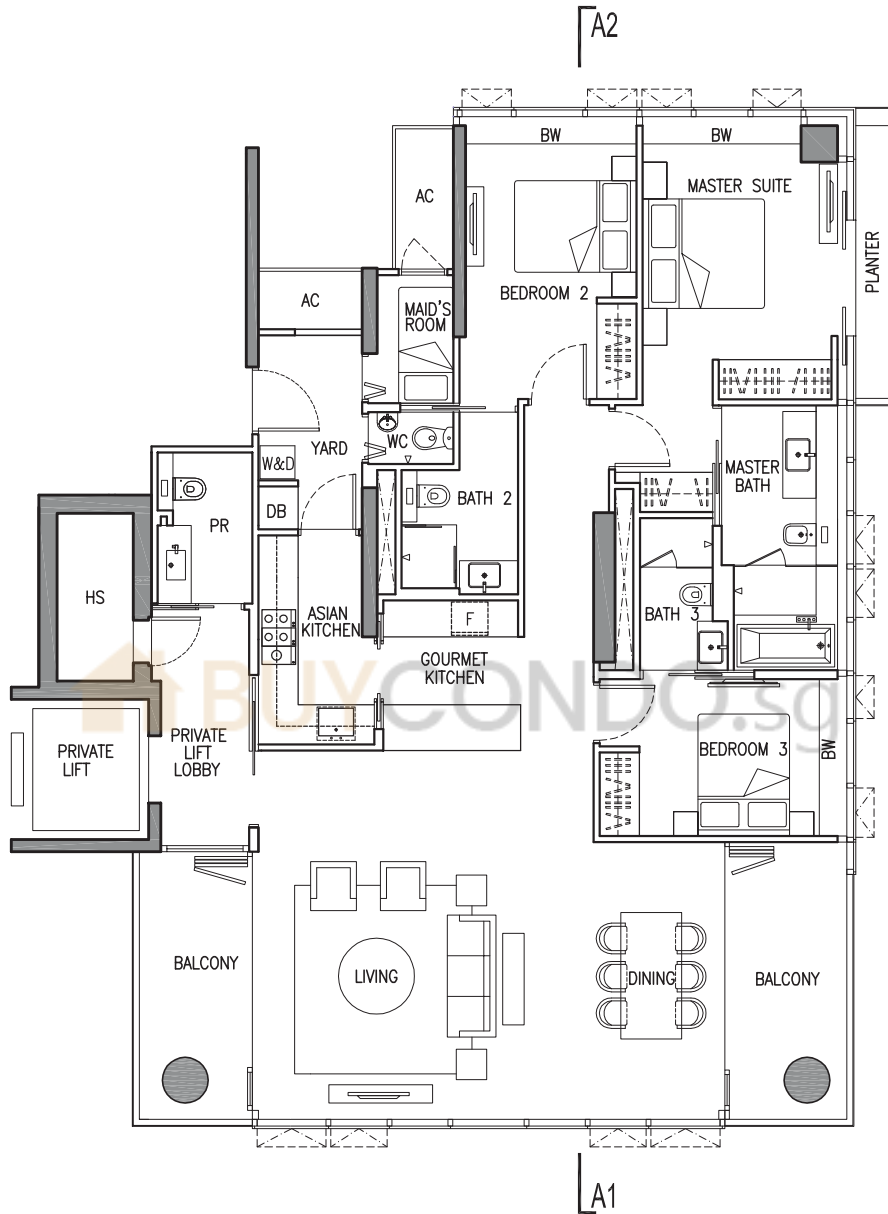 A2
BW
BW
AC
MASTER SUITE
PLANTER
BEDROOM 2
AC
MAID'S
ROOM
YARD
WC
W&D
MASTER
BATH
BATH 2
DB
PR
HS
ASIAN
KITCHEN
F
BATH 3
GOURMET
KITCHEN
BUYCONDO.sg
PRIVATE
LIFT
PRIVATE
LIFT
LOBBY
BEDROOM 3
BW
BALCONY
LIVING
DINING
BALCONY
A1